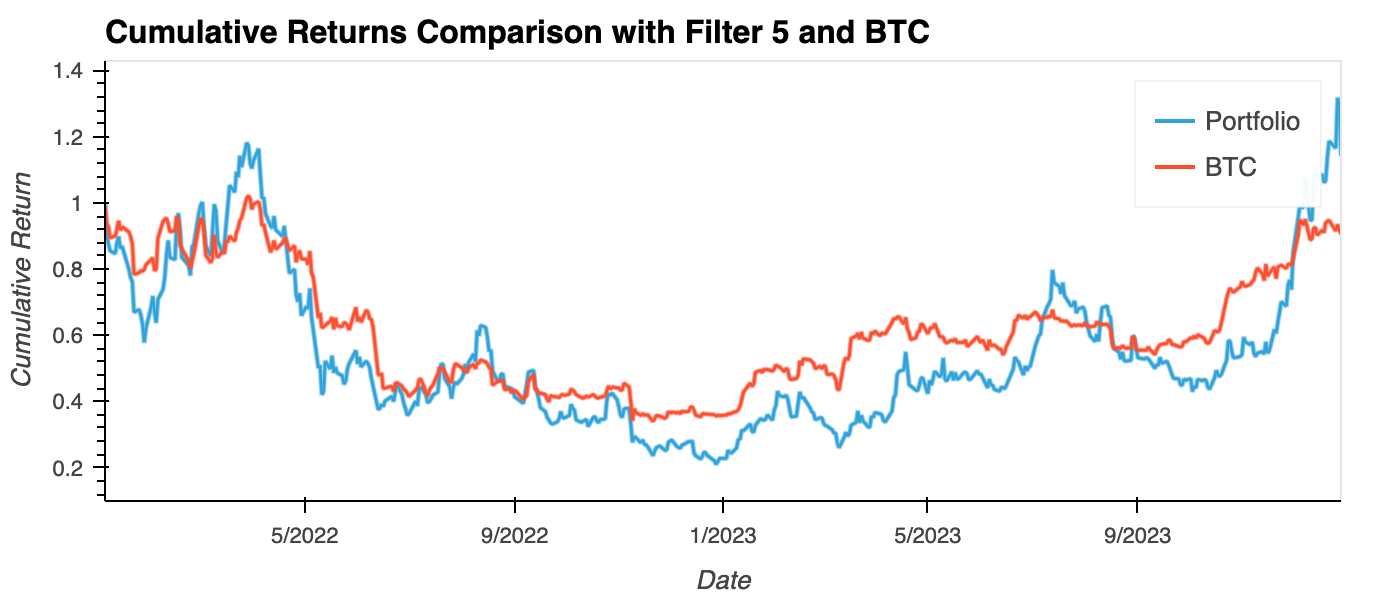 Cumulative Returns Comparison with Filter 5 and BTC
1.4
1.2
1
0.8
0.6
0.4
0.2
Cumulative Return
Portfolio
BTC
5/2022
9/2022
1/2023
5/2023
9/2023
Date